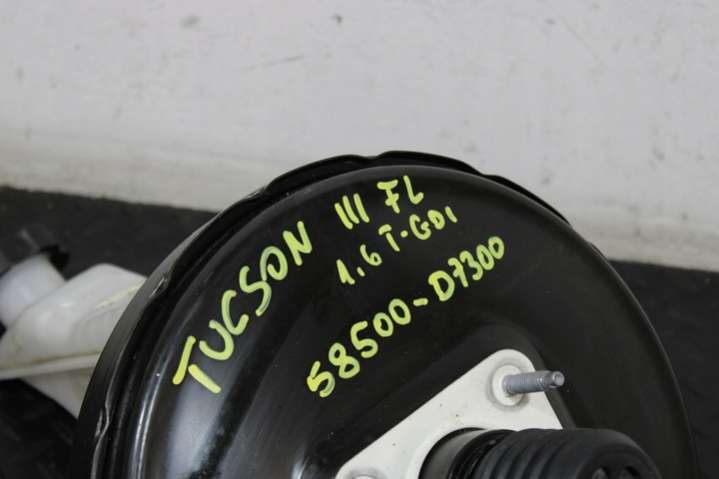 TUCSON III FL
1.6 T-GDI
58500-D7300